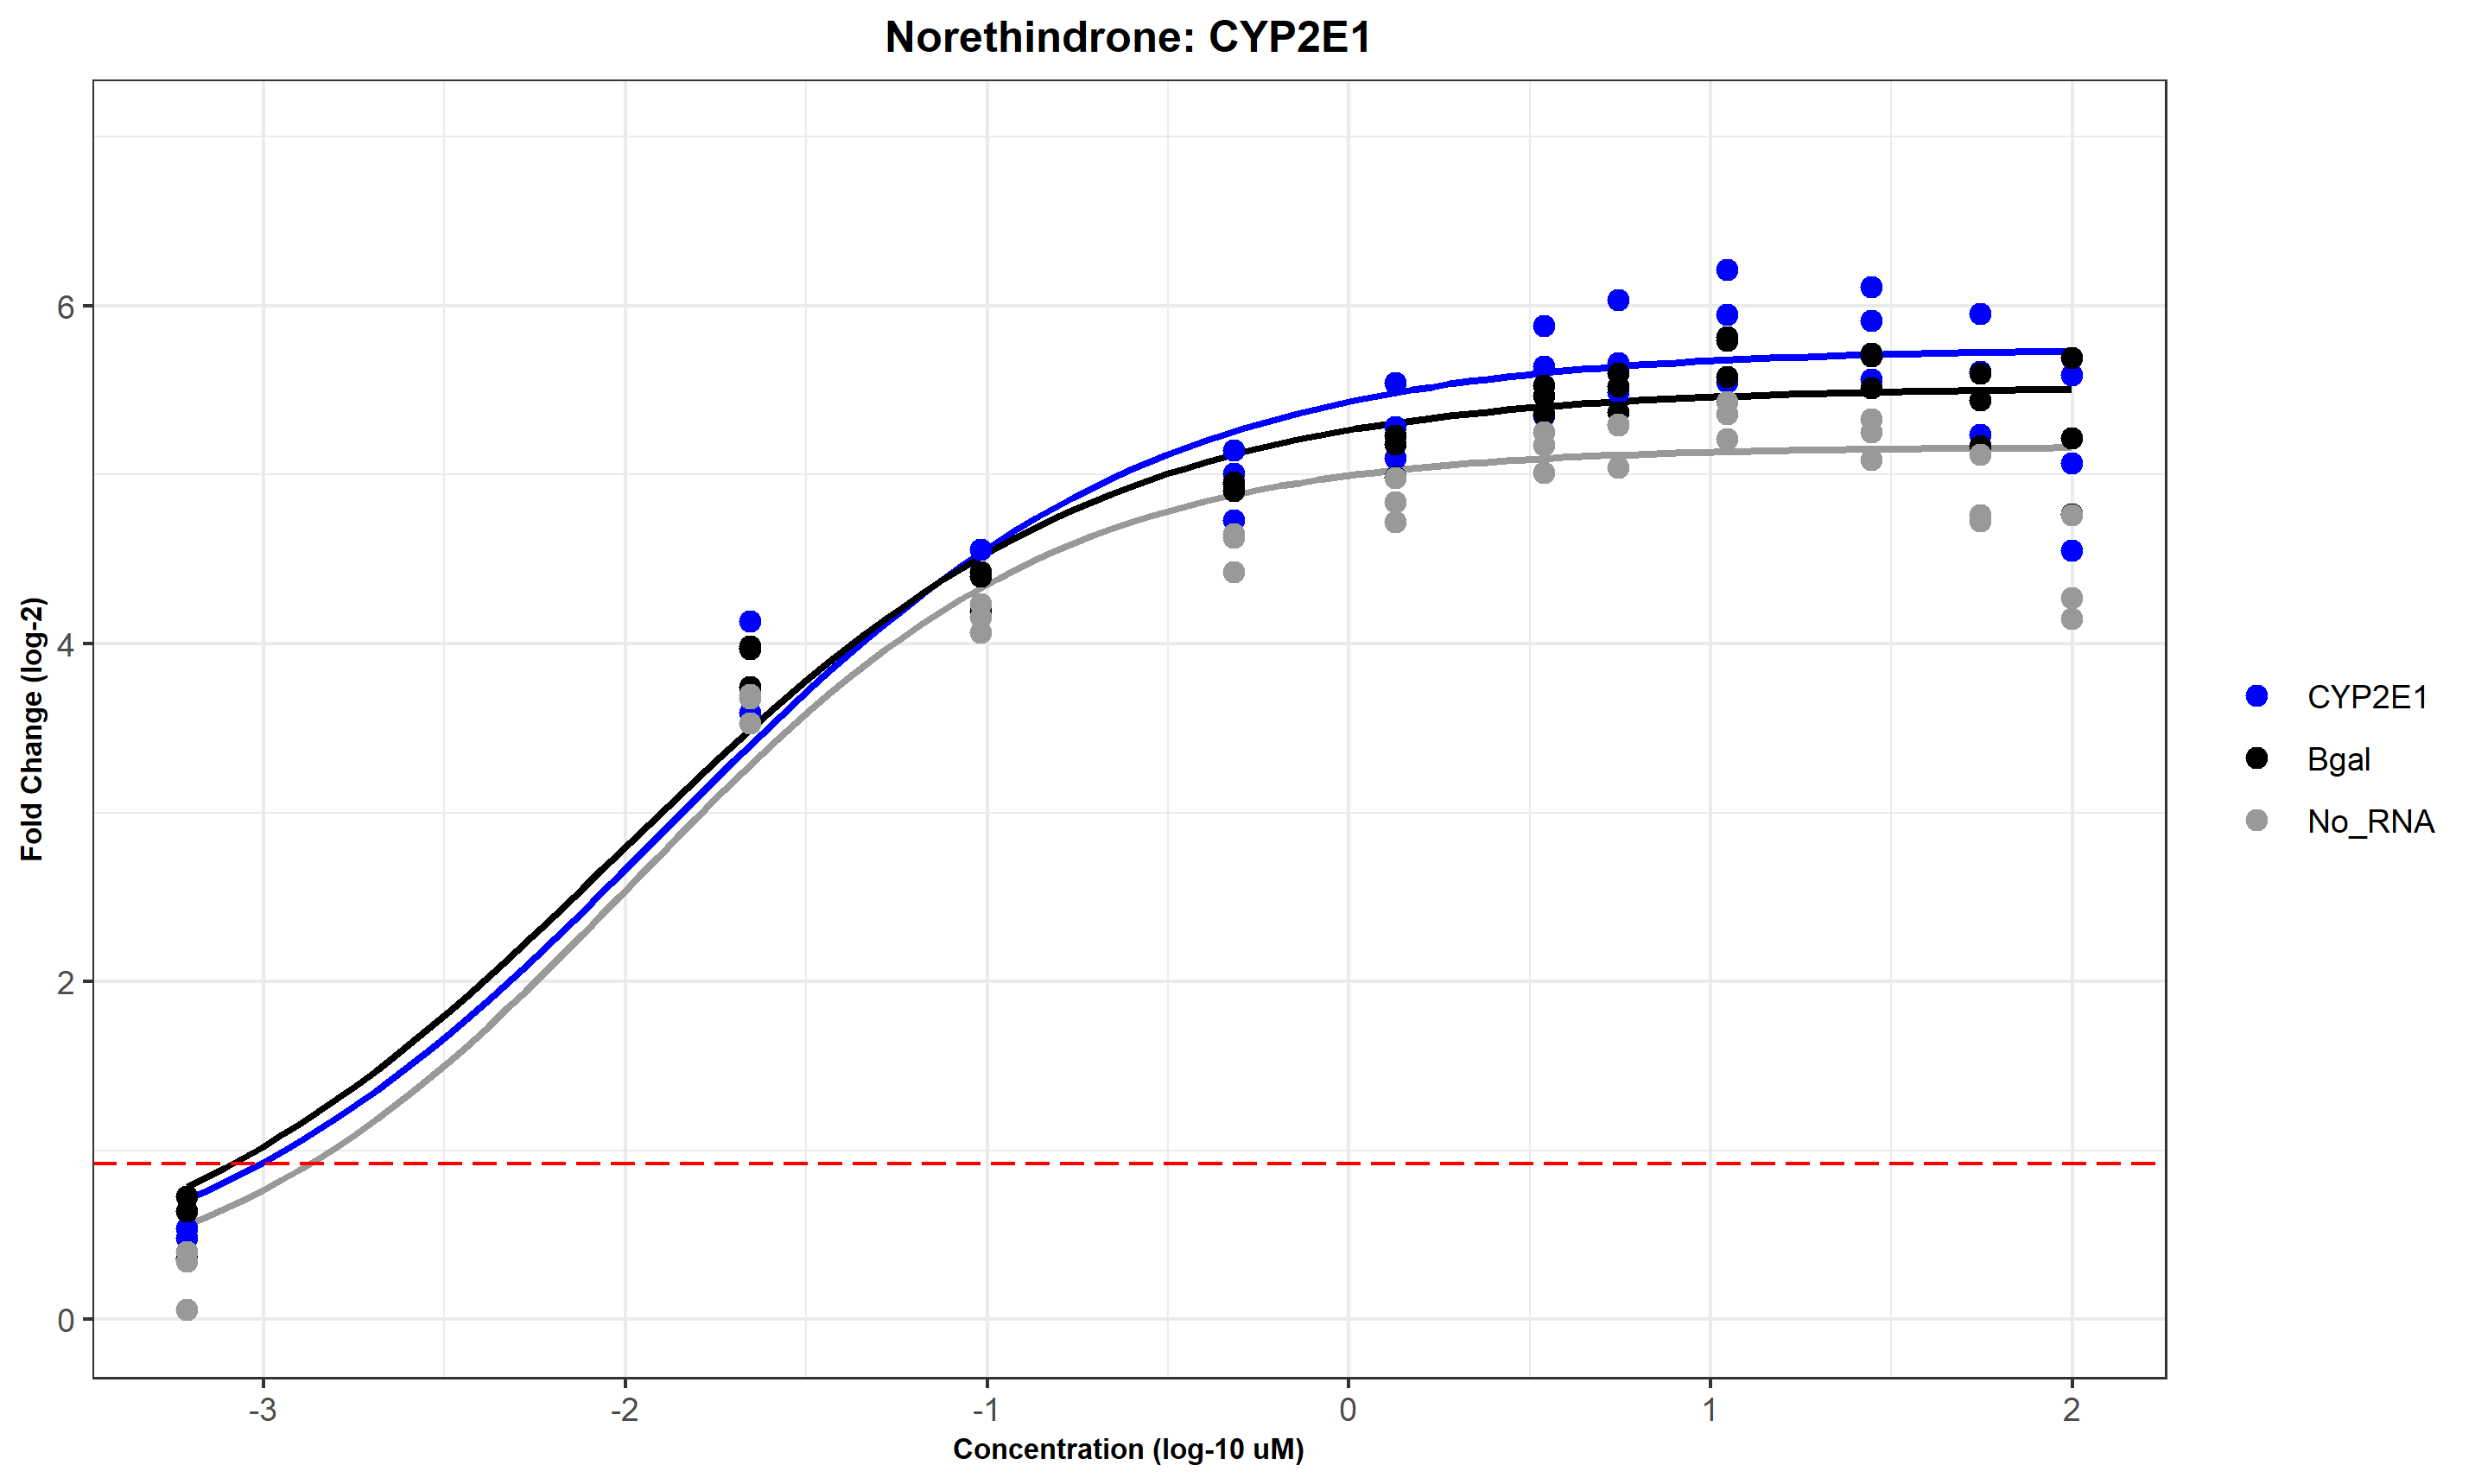 Norethindrone: CYP2E1
Fold Change (log-2)
6
4
2
0
-3 -2 -1 0 1 2
Concentration (log-10 uM)
CYP2E1
Bgal
No_RNA